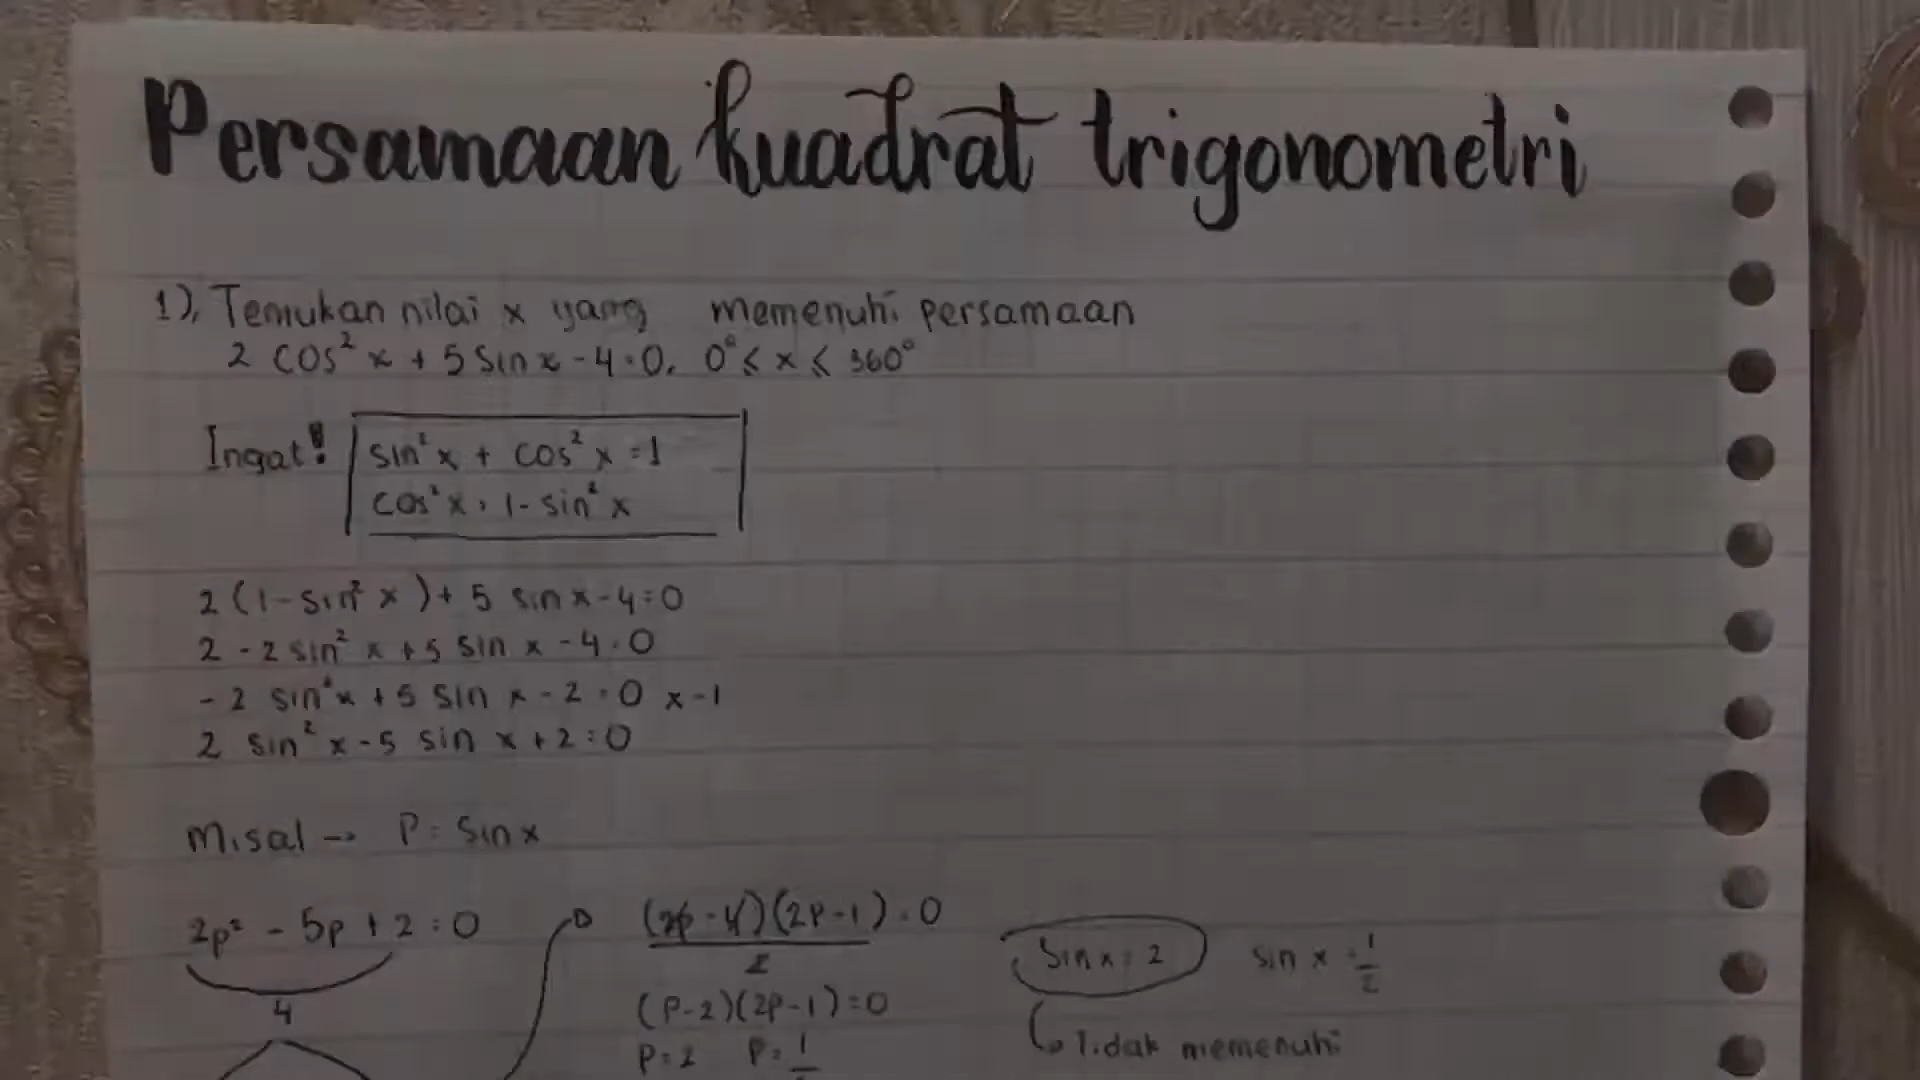 Persamaan kuadrat trigonometri
1). Temukan nilai x yang memenuhi persamaan
2 cos² x + 5 sin x - 4 = 0, 0° ≤ x ≤ 360°
Ingat!
sin² x + cos² x = 1
cos² x = 1 - sin² x
2 (1 - sin² x) + 5 sin x - 4 = 0
2 - 2 sin² x + 5 sin x - 4 = 0
- 2 sin² x + 5 sin x - 2 = 0 x - 1
2 sin² x - 5 sin x + 2 = 0
Misal → P = sin x
2p² - 5p + 2 = 0
4
(2p - 4)(2p - 1) = 0
2
(P - 2)(2p - 1) = 0
P = 2 P = 1
sin x = 2 sin x = 1/2
Tidak memenuhi